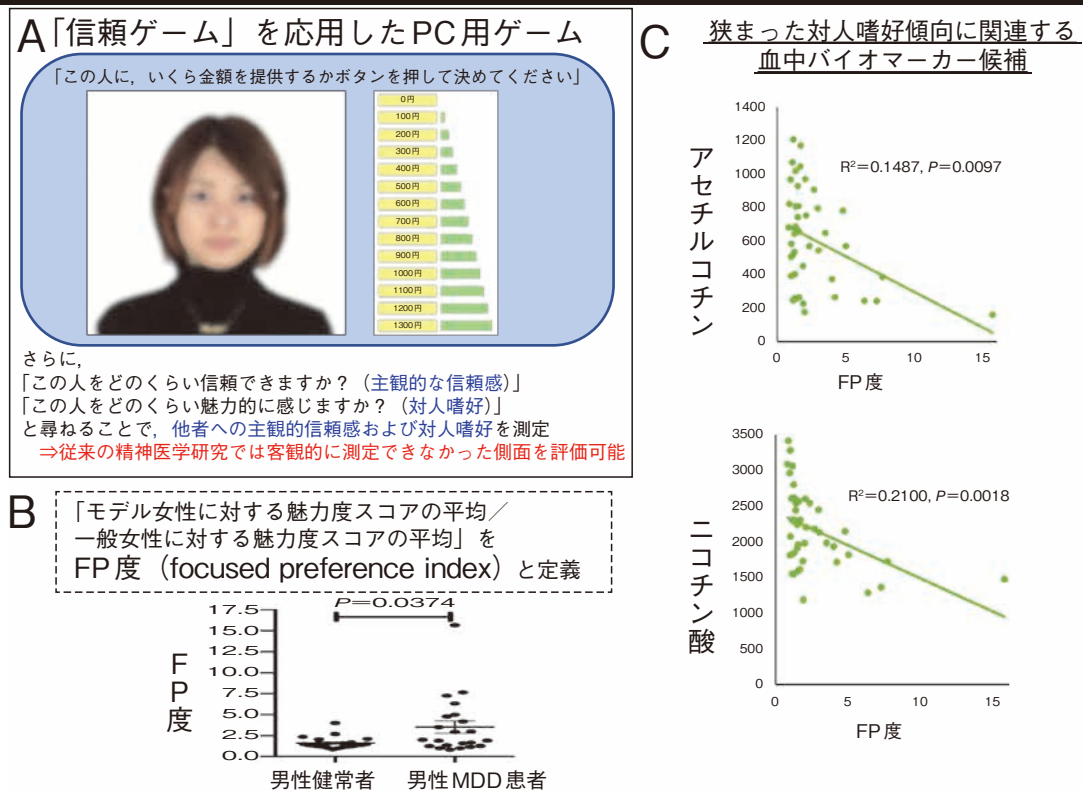 A「信頼ゲーム」を応用したPC用ゲーム
「この人に，いくら金額を提供するかボタンを押して決めてください」
0円
100円
200円
300円
400円
500円
600円
700円
800円
900円
1000円
1100円
1200円
1300円
さらに，
「この人をどのくらい信頼できますか？（主観的な信頼感）」
「この人をどのくらい魅力的に感じますか？（対人嗜好）」
と尋ねることで，他者への主観的信頼感および対人嗜好を測定
⇒従来の精神医学研究では客観的に測定できなかった側面を評価可能
B
「モデル女性に対する魅力度スコアの平均／
一般女性に対する魅力度スコアの平均」を
FP度（focused preference index）と定義
P=0.0374
17.5
15.0
12.5
10.0
7.5
5.0
2.5
0.0
FP度
男性健常者 男性MDD患者
C 狭まった対人嗜好傾向に関連する
血中バイオマーカー候補
アセチルコチン
1400
1200
1000
800
600
400
200
0
R²=0.1487, P=0.0097
0 5 10 15
FP度
ニコチン酸
3500
3000
2500
2000
1500
1000
500
0
R²=0.2100, P=0.0018
0 5 10 15
FP度